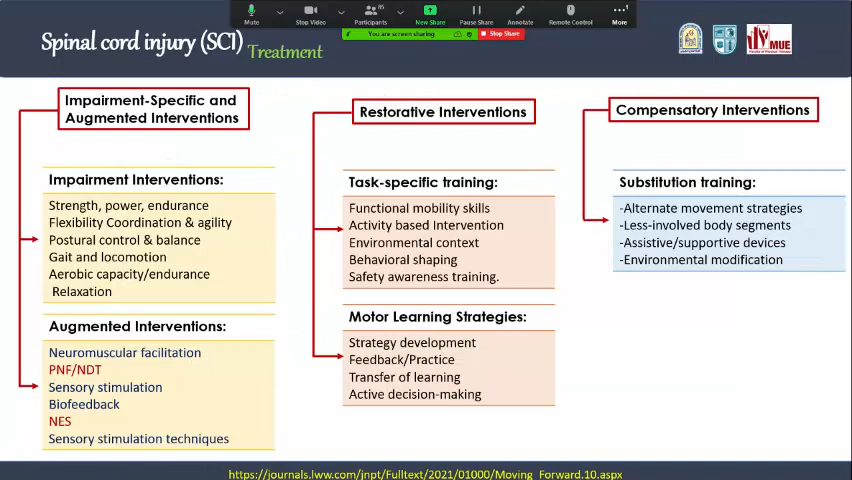 Mute
Stop Video
Participants
85
New Share
Pause Share
Annotate
Remote Control
More
You are screen sharing
Stop Share
Spinal cord injury (SCI) Treatment
MUE
Impairment-Specific and
Augmented Interventions
Impairment Interventions:
Strength, power, endurance
Flexibility Coordination & agility
Postural control & balance
Gait and locomotion
Aerobic capacity/endurance
Relaxation
Augmented Interventions:
Neuromuscular facilitation
PNF/NDT
Sensory stimulation
Biofeedback
NES
Sensory stimulation techniques
Restorative Interventions
Task-specific training:
Functional mobility skills
Activity based Intervention
Environmental context
Behavioral shaping
Safety awareness training.
Motor Learning Strategies:
Strategy development
Feedback/Practice
Transfer of learning
Active decision-making
Compensatory Interventions
Substitution training:
-Alternate movement strategies
-Less-involved body segments
-Assistive/supportive devices
-Environmental modification
https://journals.lww.com/jnpt/Fulltext/2021/01000/Moving_Forward.10.aspx